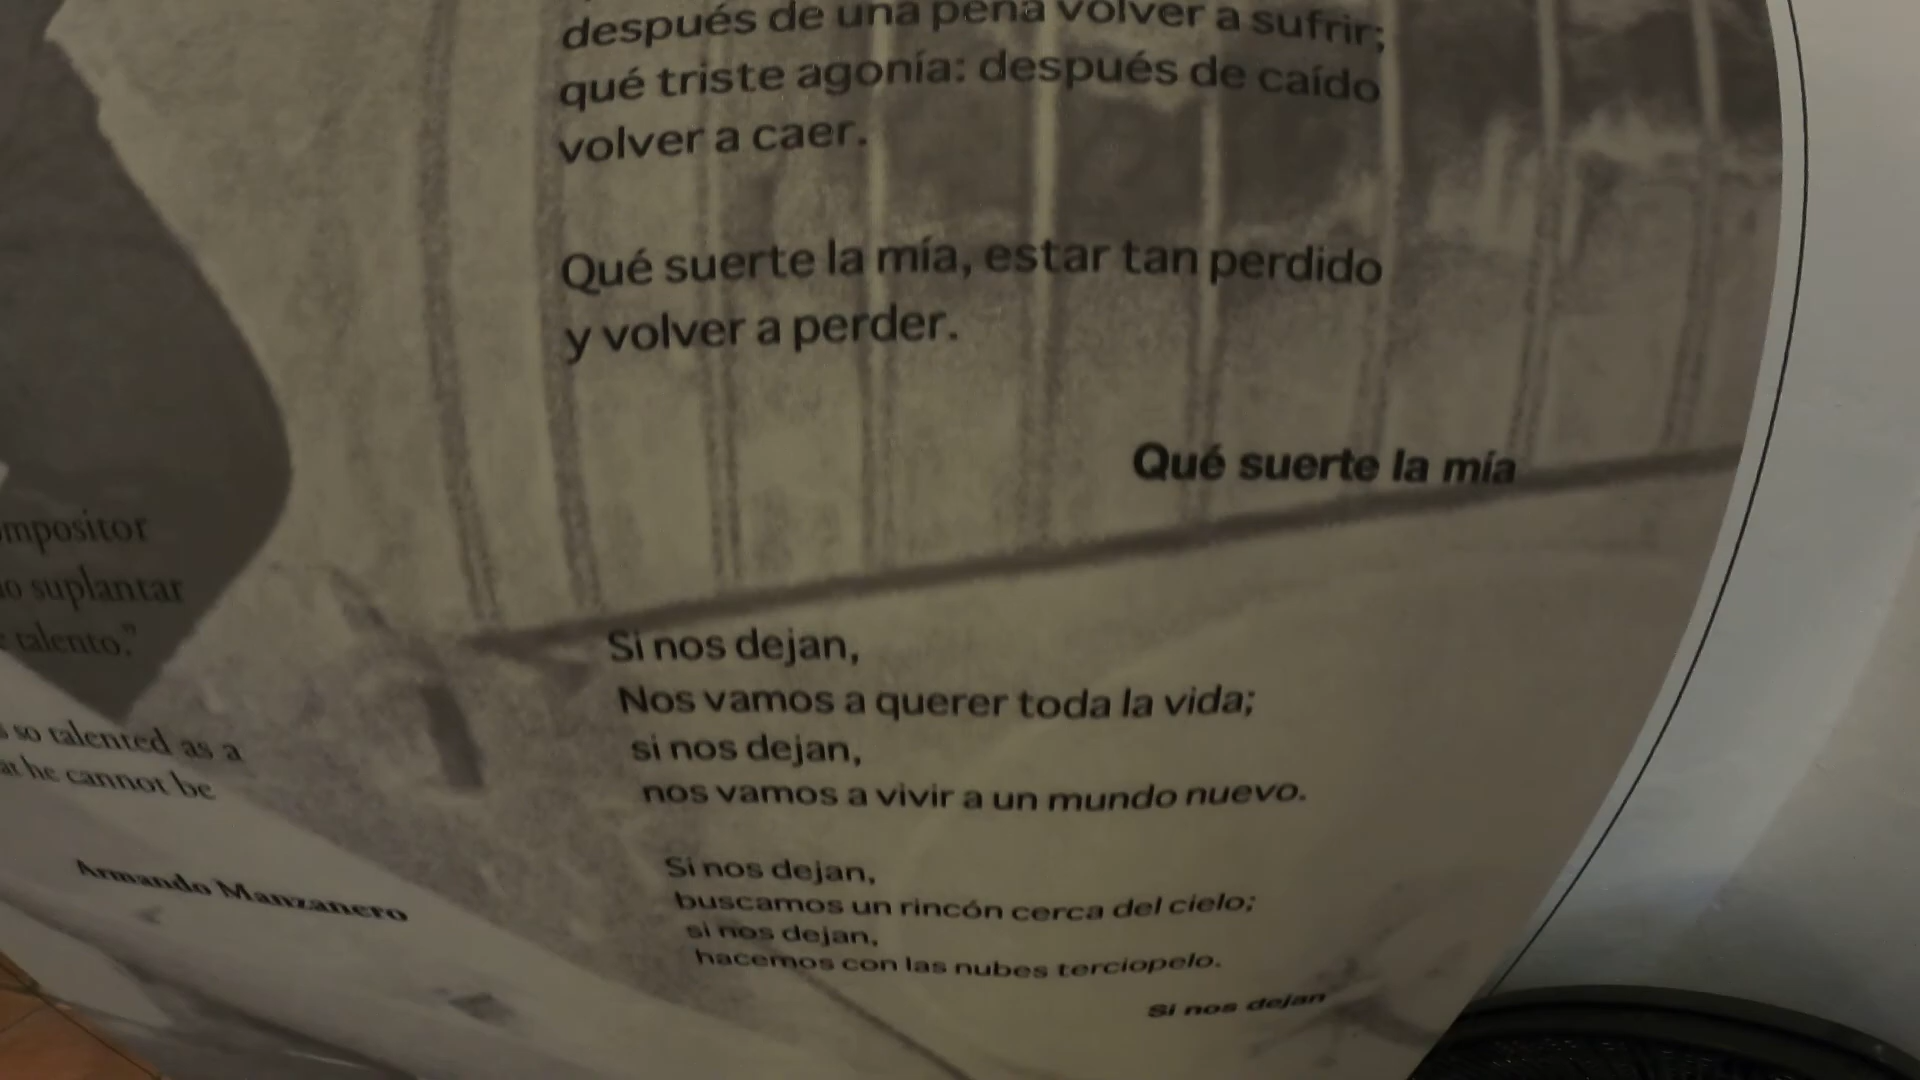 después de una pena volver a sufrir;
qué triste agonía: después de caído
volver a caer.
Qué suerte la mía, estar tan perdido
y volver a perder.
Qué suerte la mía
Si nos dejan,
Nos vamos a querer toda la vida;
si nos dejan,
nos vamos a vivir a un mundo nuevo.
Si nos dejan,
buscamos un rincón cerca del cielo;
si nos dejan,
hacemos con las nubes terciopelo.
Si nos dejan
suplantar
talento."
so talented as a
he cannot be
Armando Manzanero